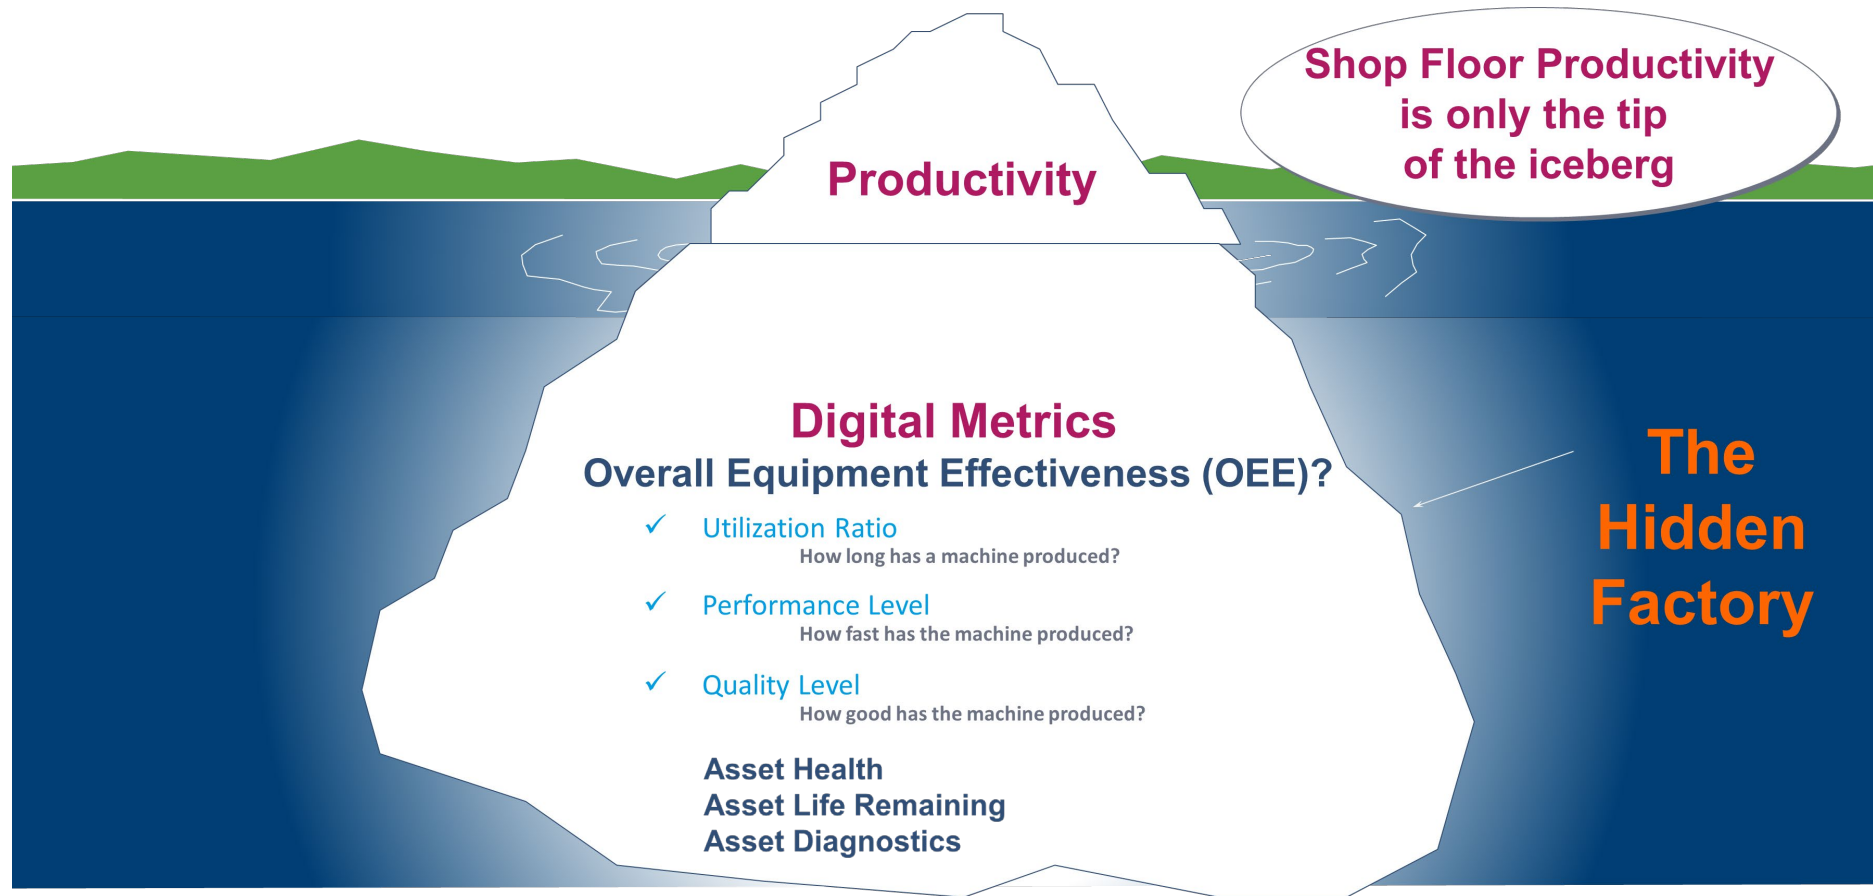 Shop Floor Productivity
is only the tip
of the iceberg
Productivity
Digital Metrics
Overall Equipment Effectiveness (OEE)?
✓ Utilization Ratio
How long has a machine produced?
✓ Performance Level
How fast has the machine produced?
✓ Quality Level
How good has the machine produced?
Asset Health
Asset Life Remaining
Asset Diagnostics
The
Hidden
Factory